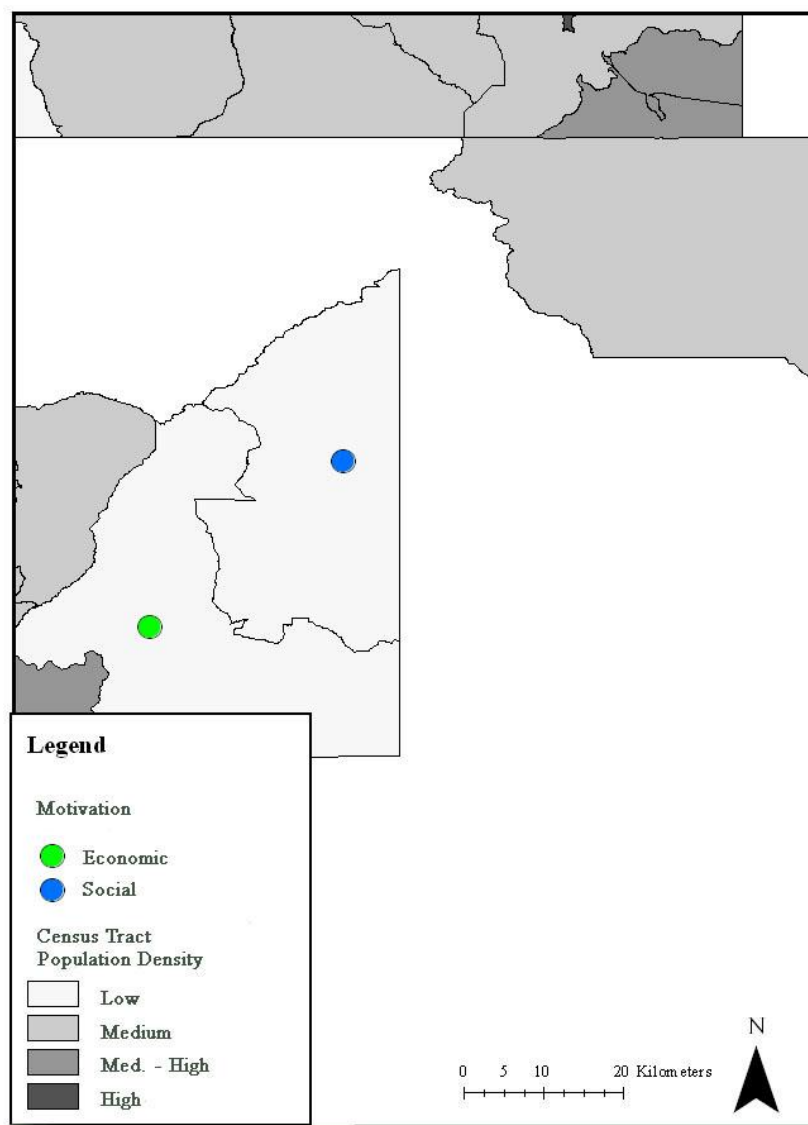 Legend
Motivation
Economic
Social
Census Tract
Population Density
Low
Medium
Med. - High
High
N
0 5 10 20 Kilometers